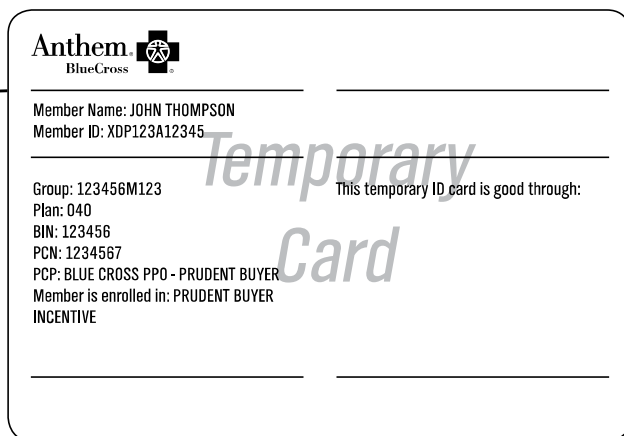 Anthem®
BlueCross ®
Member Name: JOHN THOMPSON
Member ID: XDP123A12345
Temporary
Card
Group: 123456M123
Plan: 040
BIN: 123456
PCN: 1234567
PCP: BLUE CROSS PPO - PRUDENT BUYER
Member is enrolled in: PRUDENT BUYER
INCENTIVE
This temporary ID card is good through: